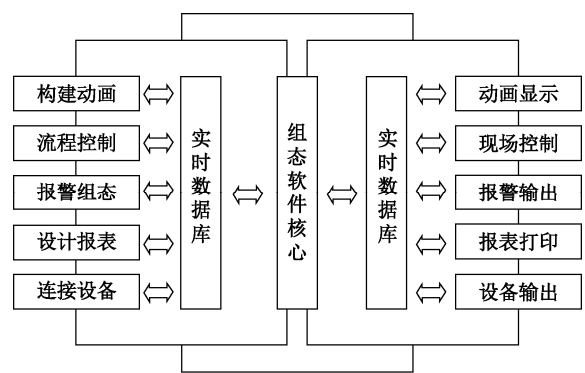 构建动画
流程控制
报警组态
设计报表
连接设备
实时数据库
组态软件核心
实时数据库
动画显示
现场控制
报警输出
报表打印
设备输出